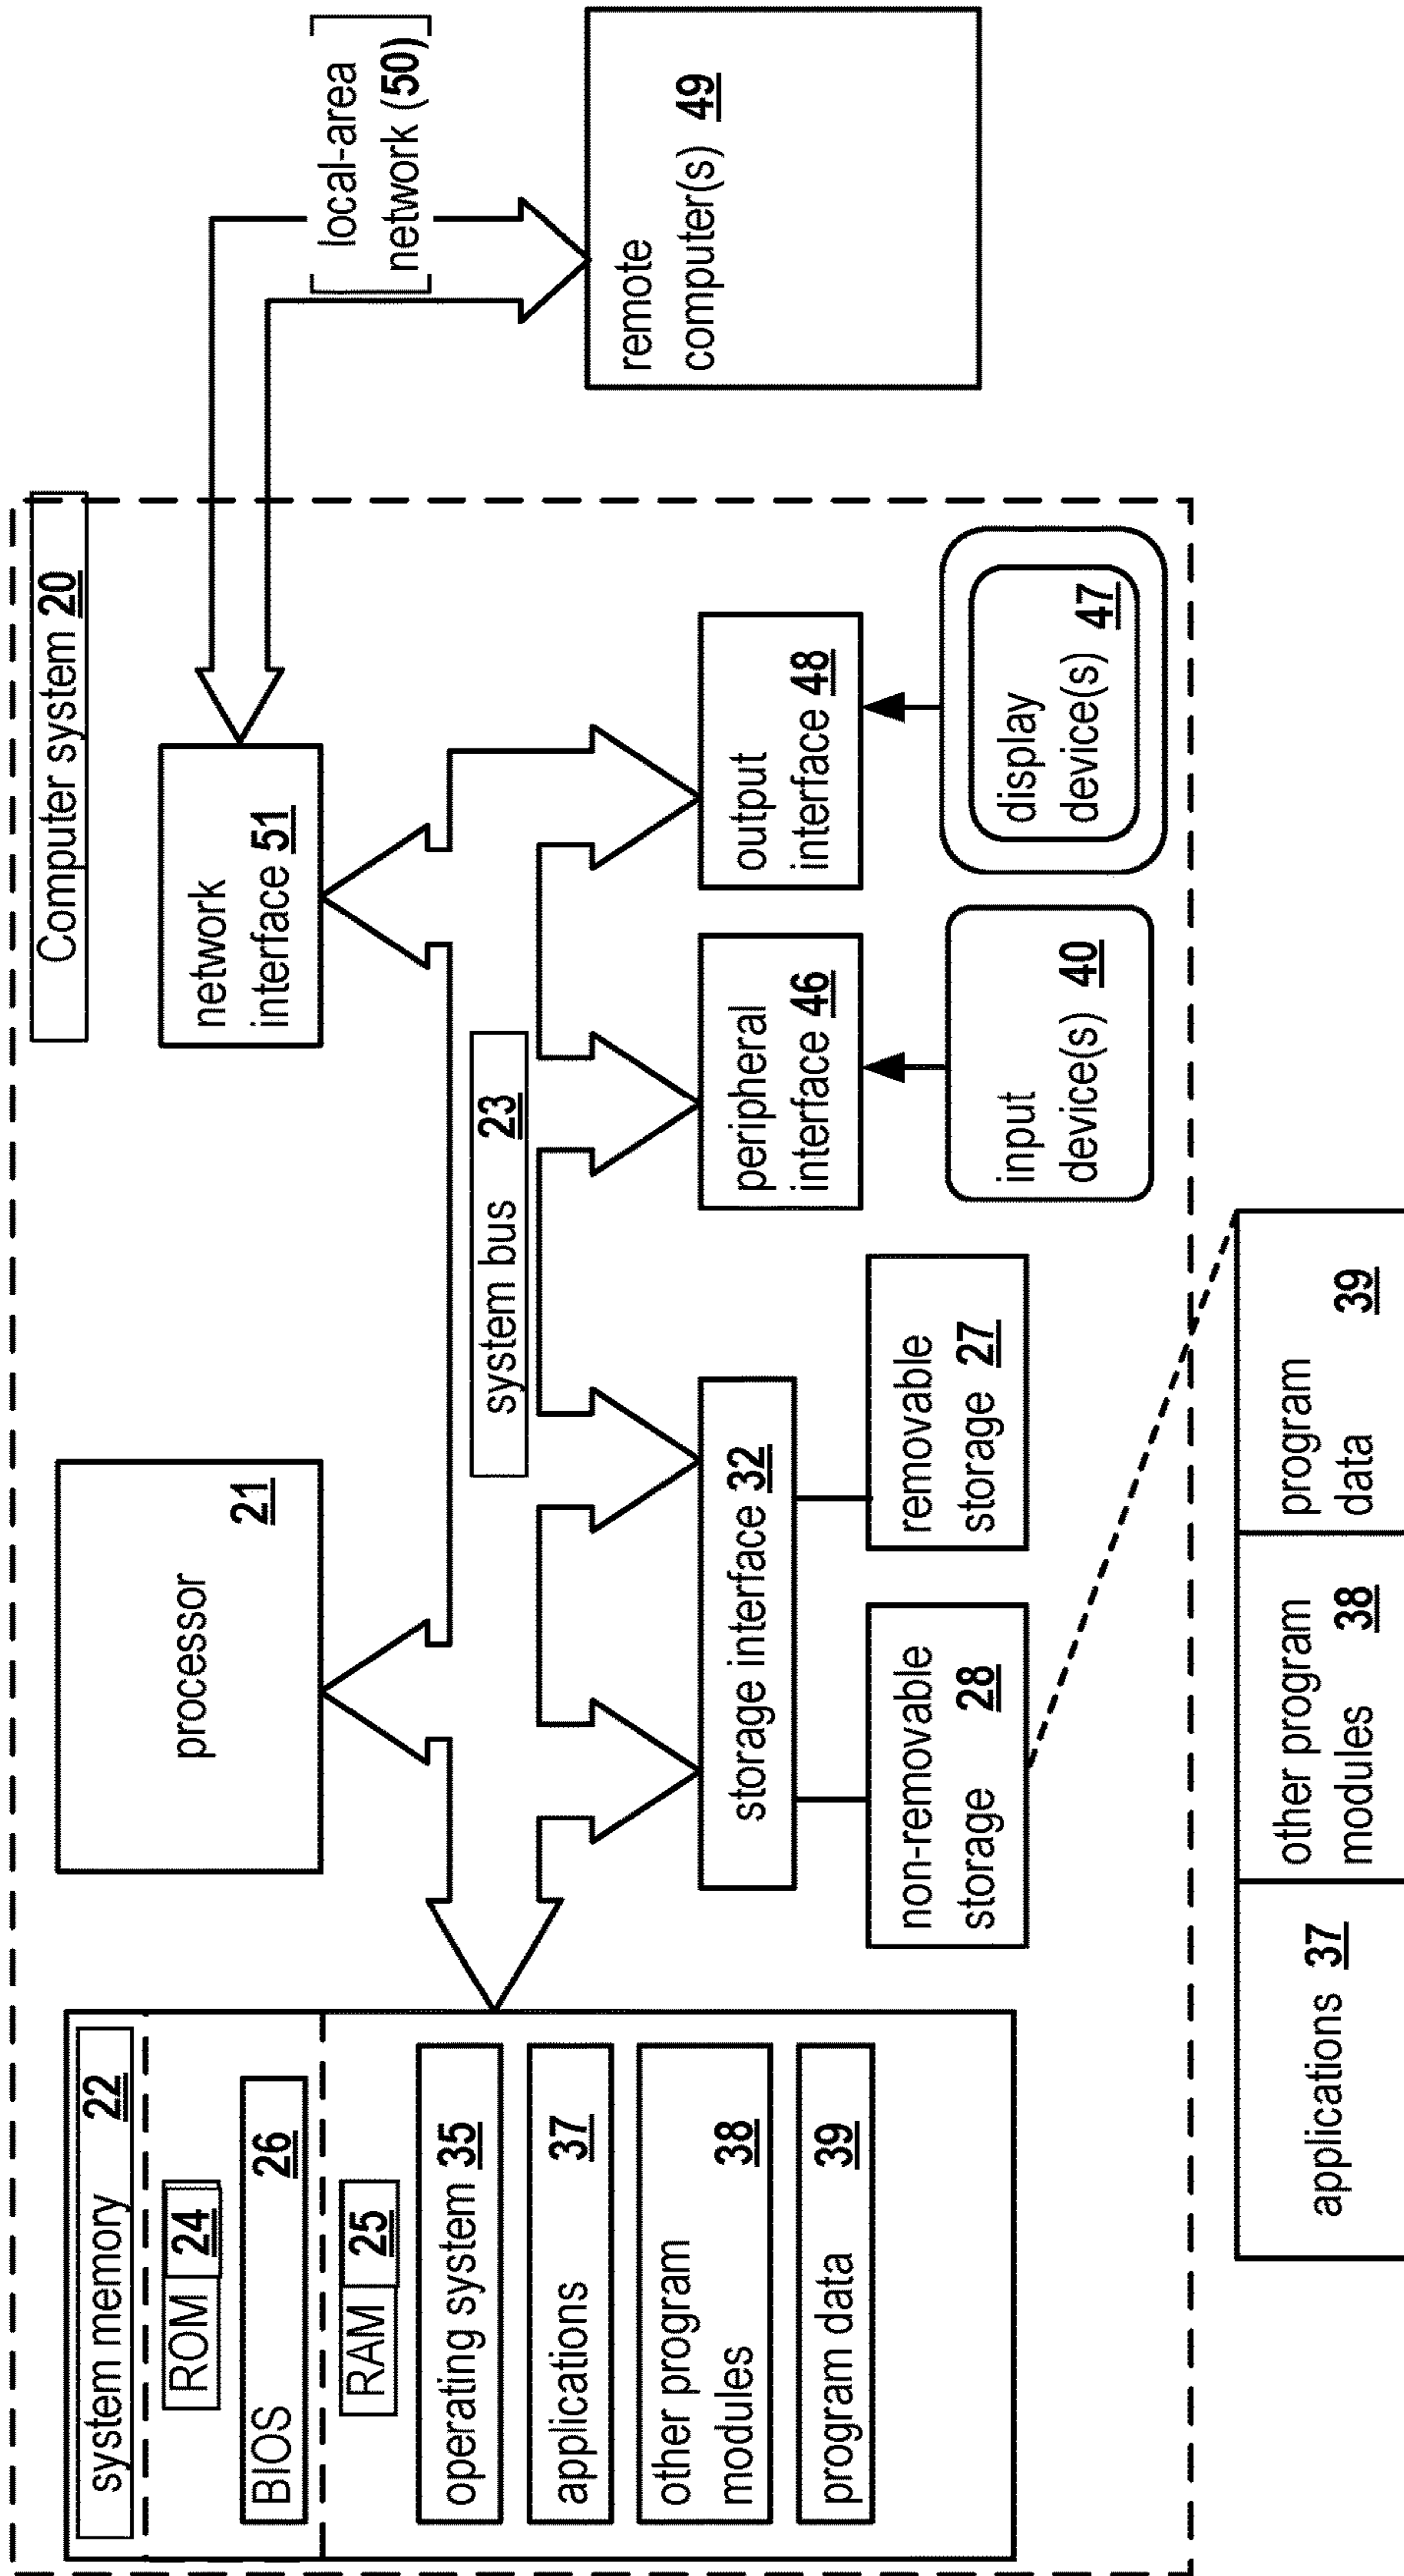 Computer system 20
system memory 22
ROM 24
BIOS 26
RAM 25
operating system 35
applications 37
other program
modules 38
program data 39
processor
21
system bus 23
network
interface 51
local-area
network (50)
remote
computer(s) 49
storage interface 32
non-removable
storage 28
removable
storage 27
peripheral
interface 46
output
interface 48
input
device(s) 40
display
device(s) 47
applications 37
other program
modules 38
program
data 39